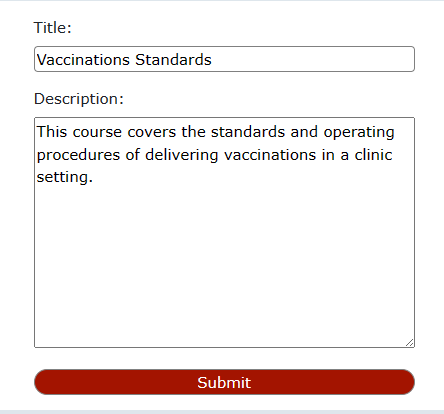 Title:
Vaccinations Standards
Description:
This course covers the standards and operating
procedures of delivering vaccinations in a clinic
setting.
Submit